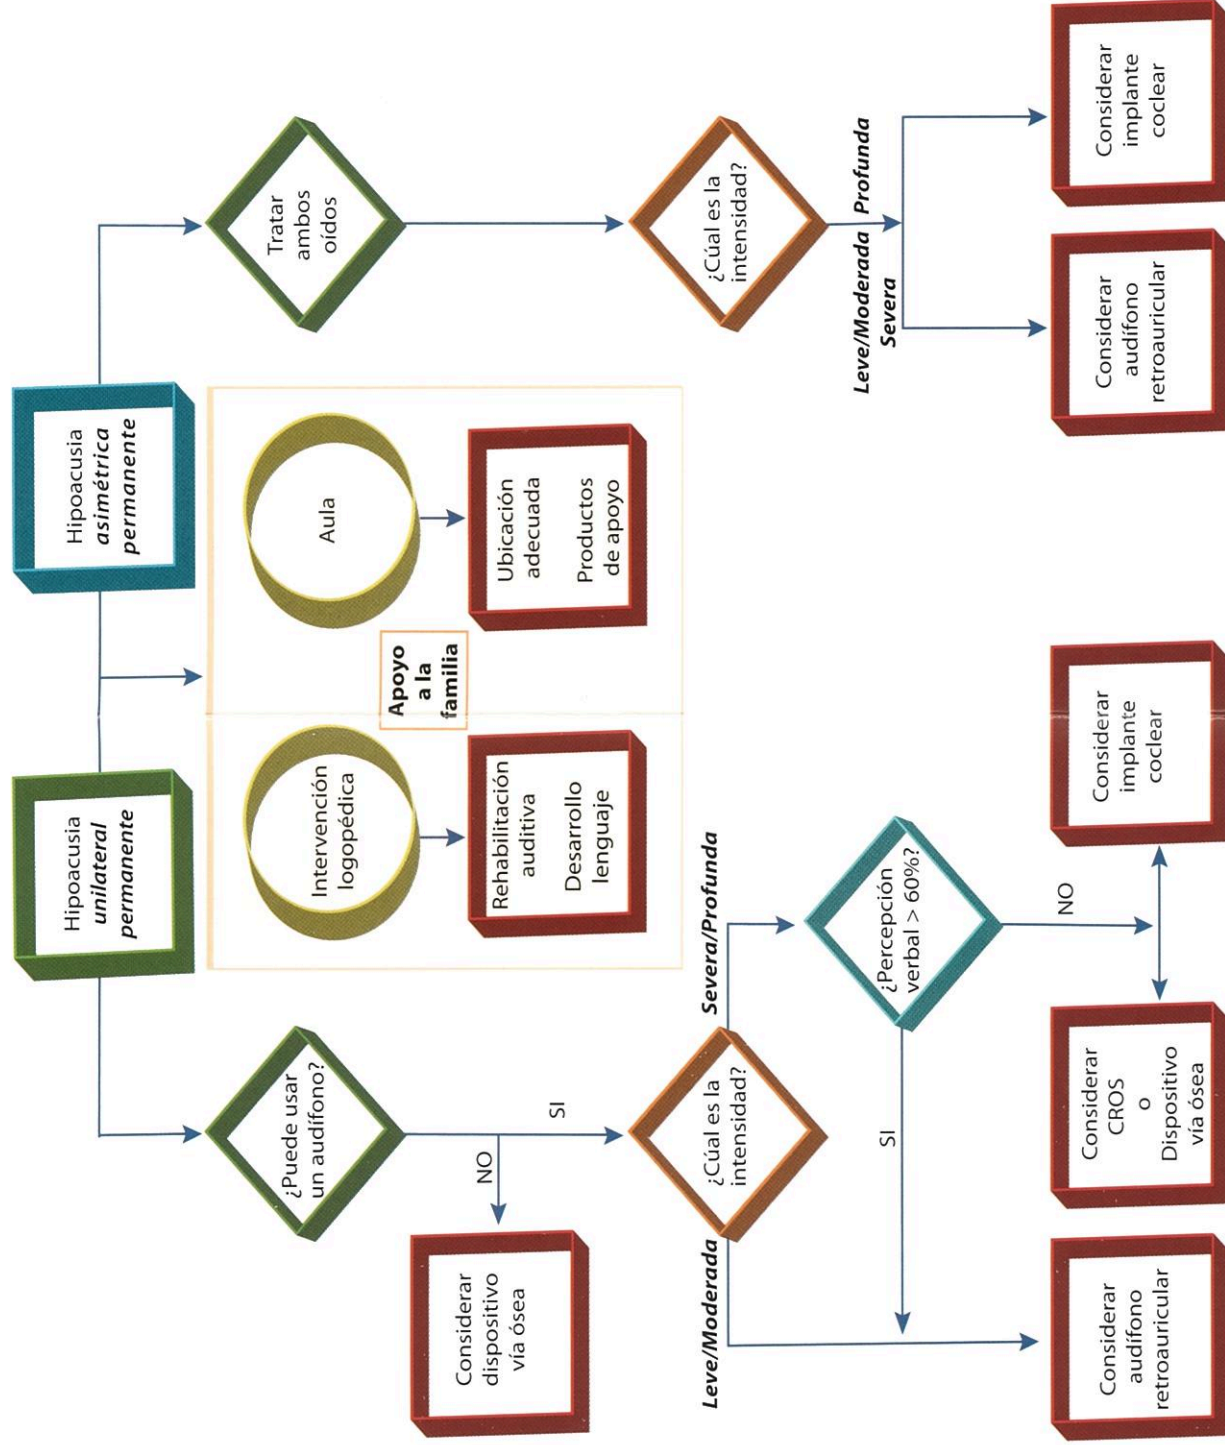 Hipoacusia
unilateral
permanente
Hipoacusia
asimétrica
permanente
¿Puede usar
un audífono?
Intervención
logopédica
Aula
Tratar
ambos
oídos
Apoyo
a la
familia
NO
SI
Considerar
dispositivo
vía ósea
Rehabilitación
auditiva
Desarrollo
lenguaje
Ubicación
adecuada
Productos
de apoyo
Leve/Moderada
¿Cúal es la
intensidad?
Severa/Profunda
¿Cúal es la
intensidad?
SI
¿Percepción
verbal > 60%?
Leve/Moderada
Severa
Profunda
NO
Considerar
audífono
retroauricular
Considerar
CROS
o
Dispositivo
vía ósea
Considerar
implante
coclear
Considerar
audífono
retroauricular
Considerar
implante
coclear